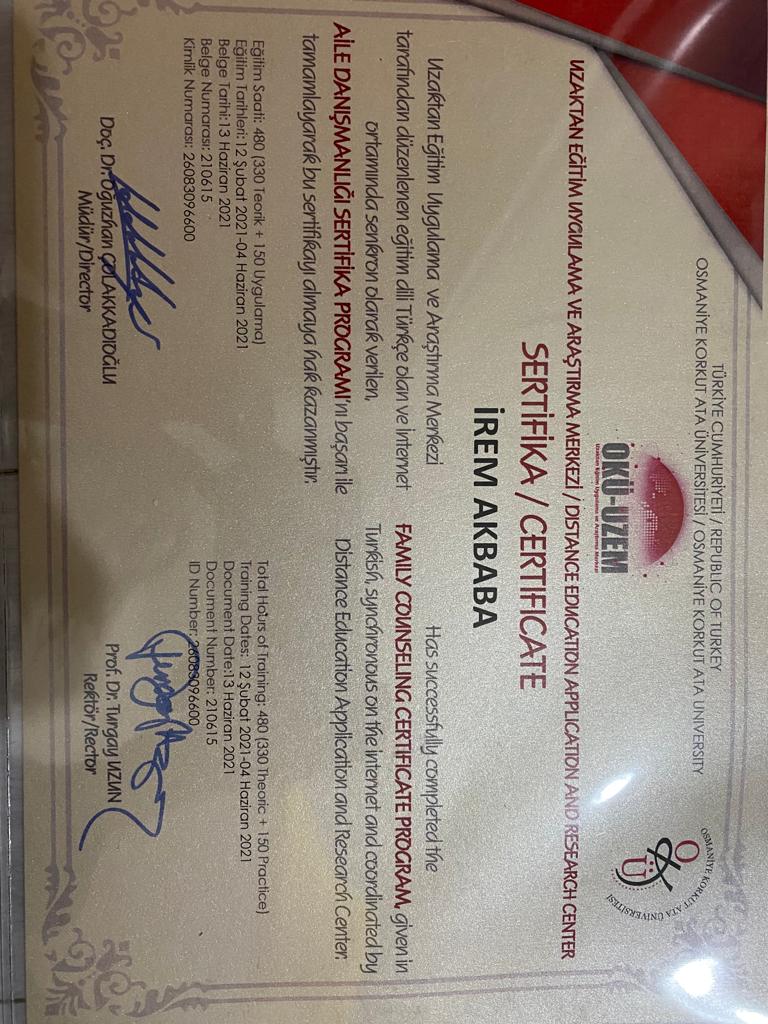 TÜRKİYE CUMHURİYETİ / REPUBLIC OF TURKEY
OSMANİYE KORKUT ATA ÜNİVERSİTESİ / OSMANİYE KORKUT ATA UNIVERSITY
OKÜ-UZEM
Uzaktan Eğitim Uygulama ve Araştırma Merkezi
OSMANİYE KORKUT ATA ÜNİVERSİTESİ
OKÜ
UZAKTAN EĞİTİM UYGULAMA VE ARAŞTIRMA MERKEZİ / DISTANCE EDUCATION APPLICATION AND RESEARCH CENTER
SERTİFİKA / CERTIFICATE
İREM AKBABA
Uzaktan Eğitim Uygulama ve Araştırma Merkezi
tarafından düzenlenen eğitim dili Türkçe olan ve İnternet
ortamında senkron olarak verilen,
AİLE DANIŞMANLIĞI SERTİFİKA PROGRAMI'nı başarı ile
tamamlayarak bu sertifikayı almaya hak kazanmıştır.
Has successfully completed the
FAMILY COUNSELING CERTIFICATE PROGRAM, given in
Turkish, synchronous on the internet and coordinated by
Distance Education Application and Research Center.
Eğitim Saati: 480 (330 Teorik + 150 Uygulama)
Eğitim Tarihleri: 12 Şubat 2021-04 Haziran 2021
Belge Tarihi:13 Haziran 2021
Belge Numarası: 210615
Kimlik Numarası: 26083096600
Total Hours of Training: 480 (330 Theoric + 150 Practice)
Training Dates: 12 Şubat 2021-04 Haziran 2021
Document Date:13 Haziran 2021
Document Number: 210615
ID Number: 26083096600
Doç. Dr. Oğuzhan ÇOLAKKADIOĞLU
Müdür/Director
Prof. Dr. Turgay UZUN
Rektör/Rector